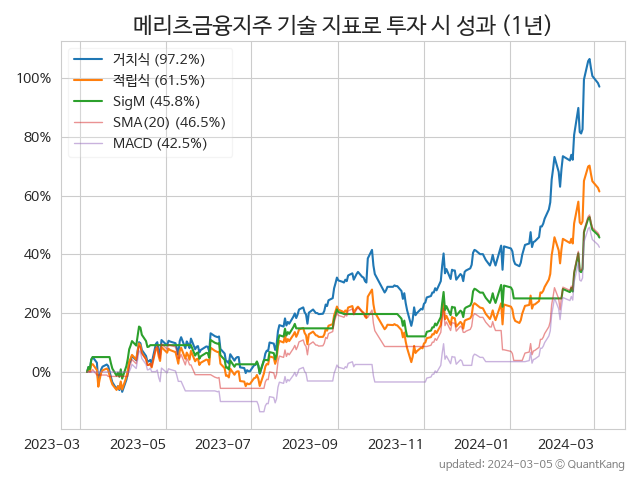 메리츠금융지주 기술 지표로 투자 시 성과 (1년)
거치식 (97.2%)
적립식 (61.5%)
SigM (45.8%)
SMA(20) (46.5%)
MACD (42.5%)
100%
80%
60%
40%
20%
0%
2023-03 2023-05 2023-07 2023-09 2023-11 2024-01 2024-03
updated: 2024-03-05 © QuantKang